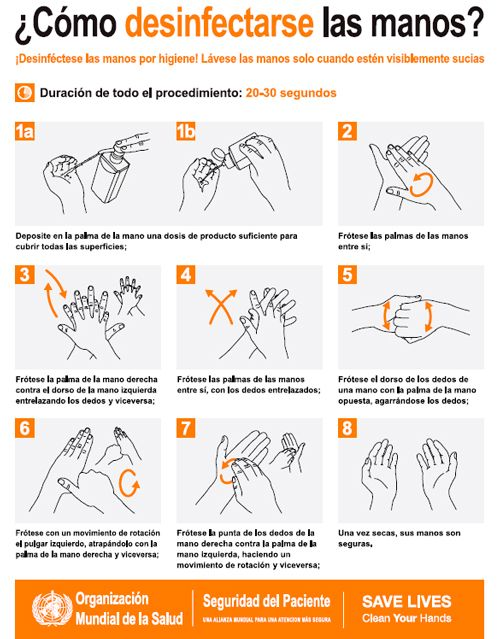 ¿Cómo desinfectarse las manos?
¡Desinféctese las manos por higiene! Lávese las manos solo cuando estén visiblemente sucias
Duración de todo el procedimiento: 20-30 segundos
1a
1b
2
Deposite en la palma de la mano una dosis de producto suficiente para
cubrir todas las superficies;
Frótese las palmas de las manos
entre sí;
3
4
5
Frótese la palma de la mano derecha
contra el dorso de la mano izquierda
entrelazando los dedos y viceversa;
Frótese las palmas de las manos
entre sí, con los dedos entrelazados;
Frótese el dorso de los dedos de
una mano con la palma de la mano
opuesta, agarrándose los dedos;
6
7
8
Frótese con un movimiento de rotación
el pulgar izquierdo, atrapándolo con la
palma de la mano derecha y viceversa;
Frótese la punta de los dedos de la
mano derecha contra la palma de la
mano izquierda, haciendo un
movimiento de rotación y viceversa;
Una vez secas, sus manos son
seguras.
Organización
Mundial de la Salud
Seguridad del Paciente
UNA ALIANZA MUNDIAL PARA UNA ATENCIÓN MÁS SEGURA
SAVE LIVES
Clean Your Hands